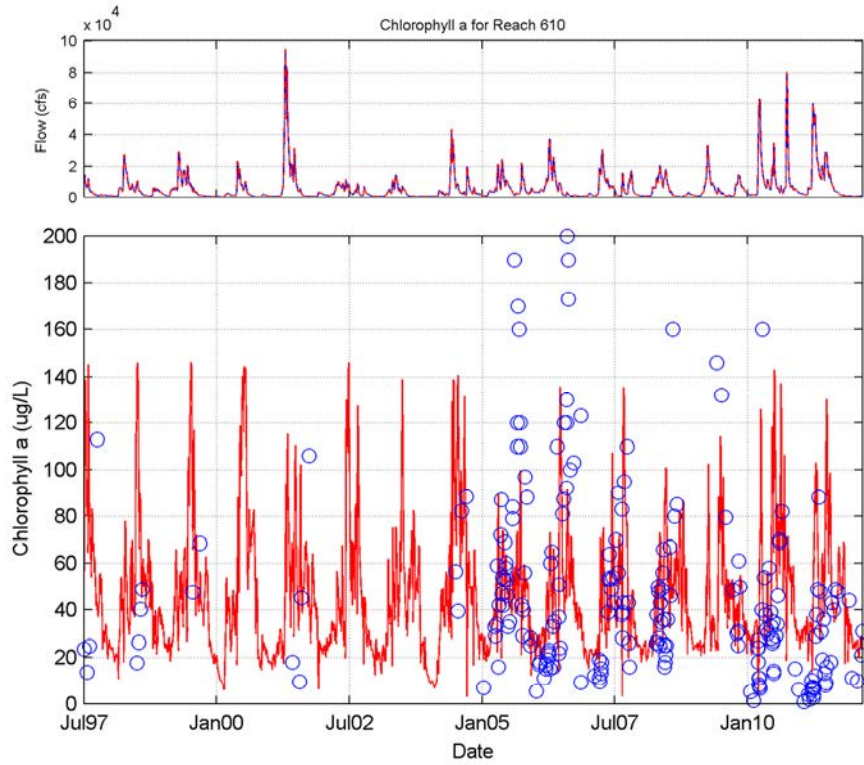 Chlorophyll a for Reach 610
x 10 4
10
8
6
4
2
0
Flow (cfs)
200
180
160
140
120
100
80
60
40
20
0
Chlorophyll a (ug/L)
Jul97 Jan00 Jul02 Jan05 Jul07 Jan10
Date